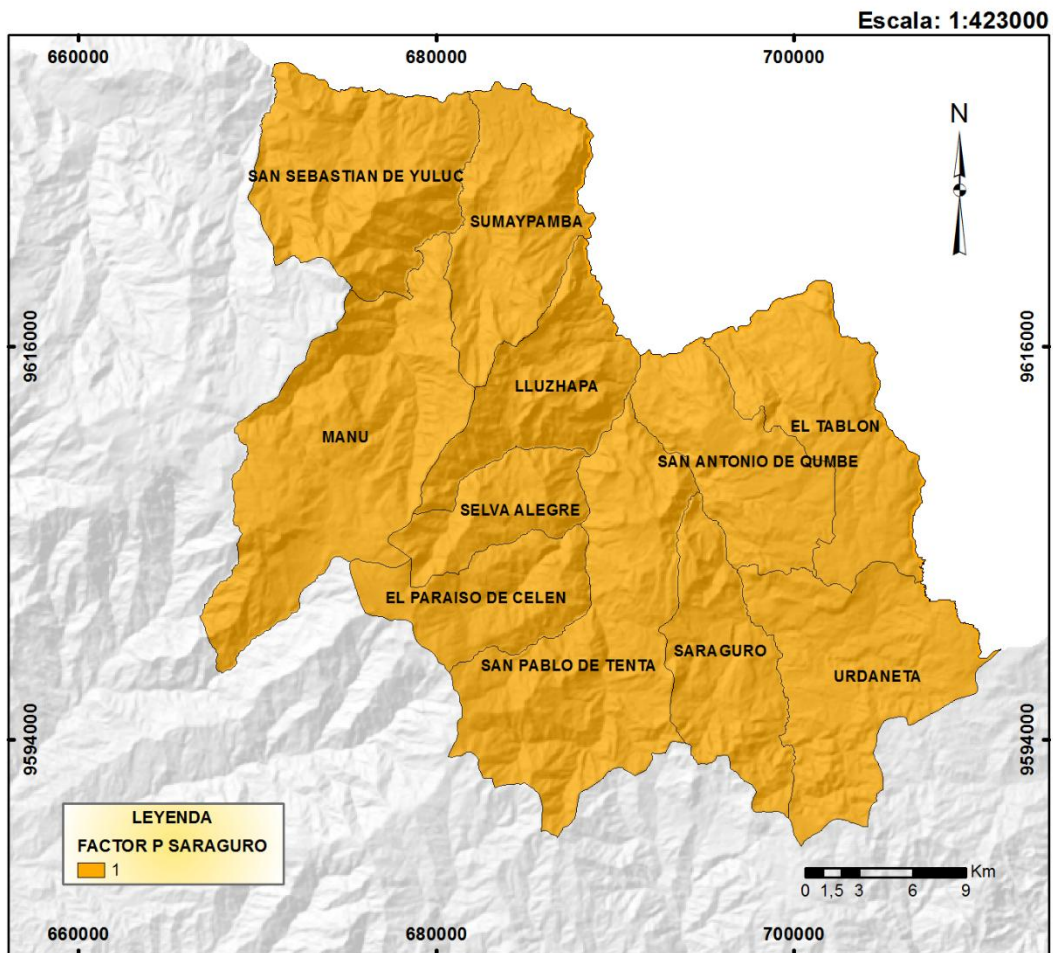 Escala: 1:423000
660000
680000
700000
N
SAN SEBASTIAN DE YULUC
SUMAYPAMBA
9616000
9616000
LLUZHAPA
EL TABLON
MANU
SAN ANTONIO DE QUMBE
SELVA ALEGRE
EL PARAISO DE CELEN
SARAGURO
SAN PABLO DE TENTA
URDANETA
9594000
9594000
LEYENDA
FACTOR P SARAGURO
1
Km
0 1,5 3 6 9
660000
680000
700000